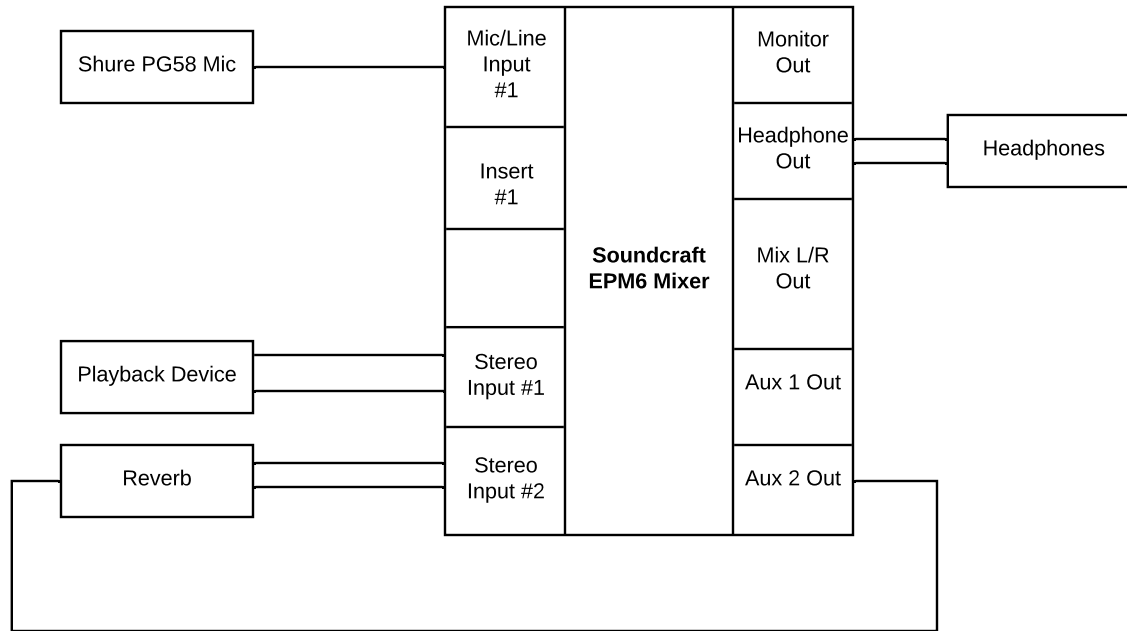 Shure PG58 Mic
Mic/Line
Input
#1
Insert
#1
Playback Device
Stereo
Input #1
Reverb
Stereo
Input #2
Soundcraft
EPM6 Mixer
Monitor
Out
Headphone
Out
Headphones
Mix L/R
Out
Aux 1 Out
Aux 2 Out